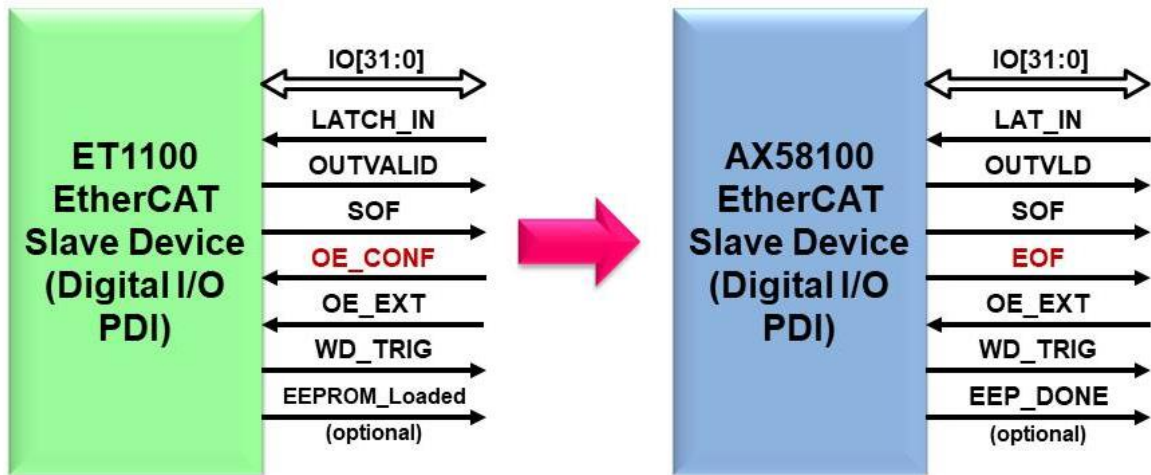 ET1100
EtherCAT
Slave Device
(Digital I/O
PDI)
IO[31:0]
LATCH_IN
OUTVALID
SOF
OE_CONF
OE_EXT
WD_TRIG
EEPROM_Loaded
(optional)
AX58100
EtherCAT
Slave Device
(Digital I/O
PDI)
IO[31:0]
LAT_IN
OUTVLD
SOF
EOF
OE_EXT
WD_TRIG
EEP_DONE
(optional)